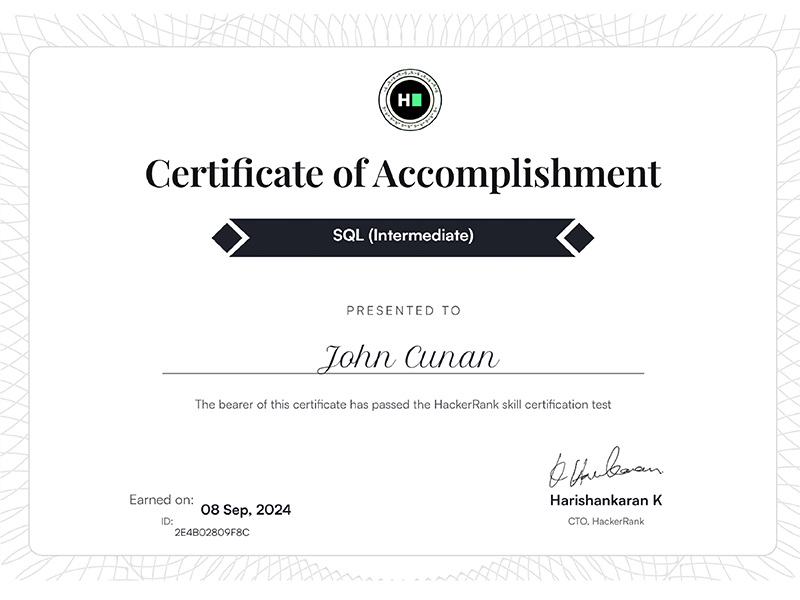 H
Certificate of Accomplishment
SQL (Intermediate)
PRESENTED TO
John Cunan
The bearer of this certificate has passed the HackerRank skill certification test
Earned on: 08 Sep, 2024
ID: 2E4B02809F8C
Harishankaran K
CTO, HackerRank